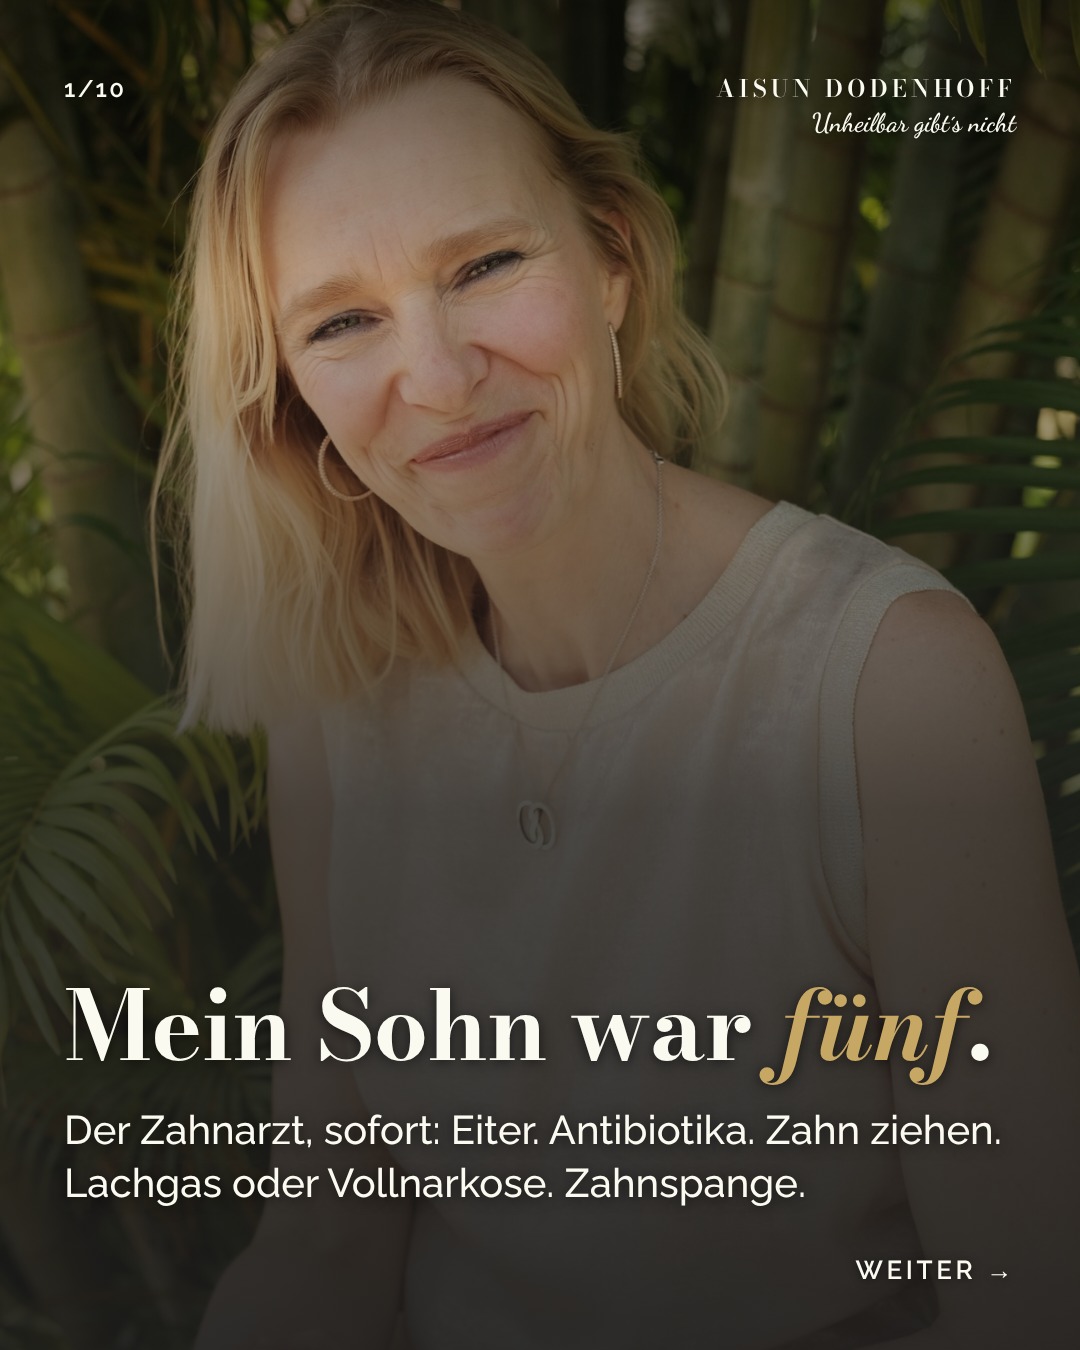 1/10
AISUN DODENHOFF
Unheilbar gibt's nicht
Mein Sohn war fünf.
Der Zahnarzt, sofort: Eiter. Antibiotika. Zahn ziehen.
Lachgas oder Vollnarkose. Zahnspange.
WEITER →